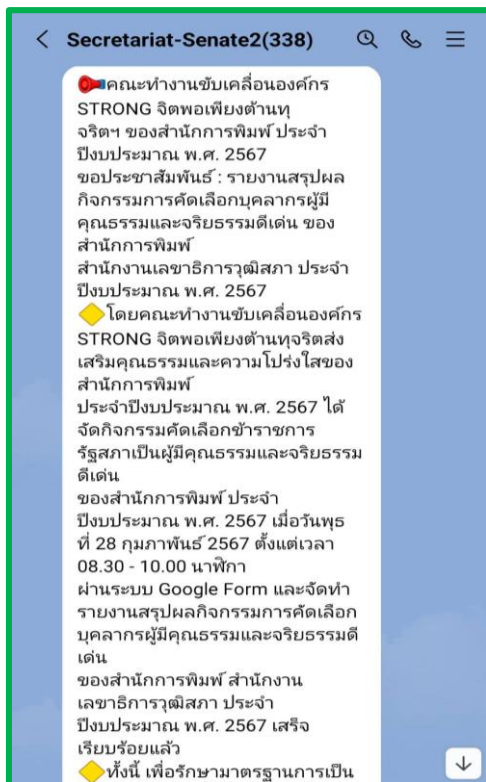 Secretariat-Senate2(338)
คณะทำงานขับเคลื่อนองค์กร
STRONG จิตพอเพียงต้านทุ
จริตฯ ของสำนักการพิมพ์ ประจำ
ปีงบประมาณ พ.ศ. 2567
ขอประชาสัมพันธ์ : รายงานสรุปผล
กิจกรรมการคัดเลือกบุคลากรผู้มี
คุณธรรมและจริยธรรมดีเด่น ของ
สำนักการพิมพ์
สำนักงานเลขาธิการวุฒิสภา ประจำ
ปีงบประมาณ พ.ศ. 2567
โดยคณะทำงานขับเคลื่อนองค์กร
STRONG จิตพอเพียงต้านทุจริตส่ง
เสริมคุณธรรมและความโปร่งใสของ
สำนักการพิมพ์
ประจำปีงบประมาณ พ.ศ. 2567 ได้
จัดกิจกรรมคัดเลือกข้าราชการ
รัฐสภาเป็นผู้มีคุณธรรมและจริยธรรม
ดีเด่น
ของสำนักการพิมพ์ ประจำ
ปีงบประมาณ พ.ศ. 2567 เมื่อวันพุธ
ที่ 28 กุมภาพันธ์ 2567 ตั้งแต่เวลา
08.30 - 10.00 นาฬิกา
ผ่านระบบ Google Form และจัดทำ
รายงานสรุปผลกิจกรรมการคัดเลือก
บุคลากรผู้มีคุณธรรมและจริยธรรมดี
เด่น
ของสำนักการพิมพ์ สำนักงาน
เลขาธิการวุฒิสภา ประจำ
ปีงบประมาณ พ.ศ. 2567 เสร็จ
เรียบร้อยแล้ว
ทั้งนี้ เพื่อรักษามาตรฐานการเป็น